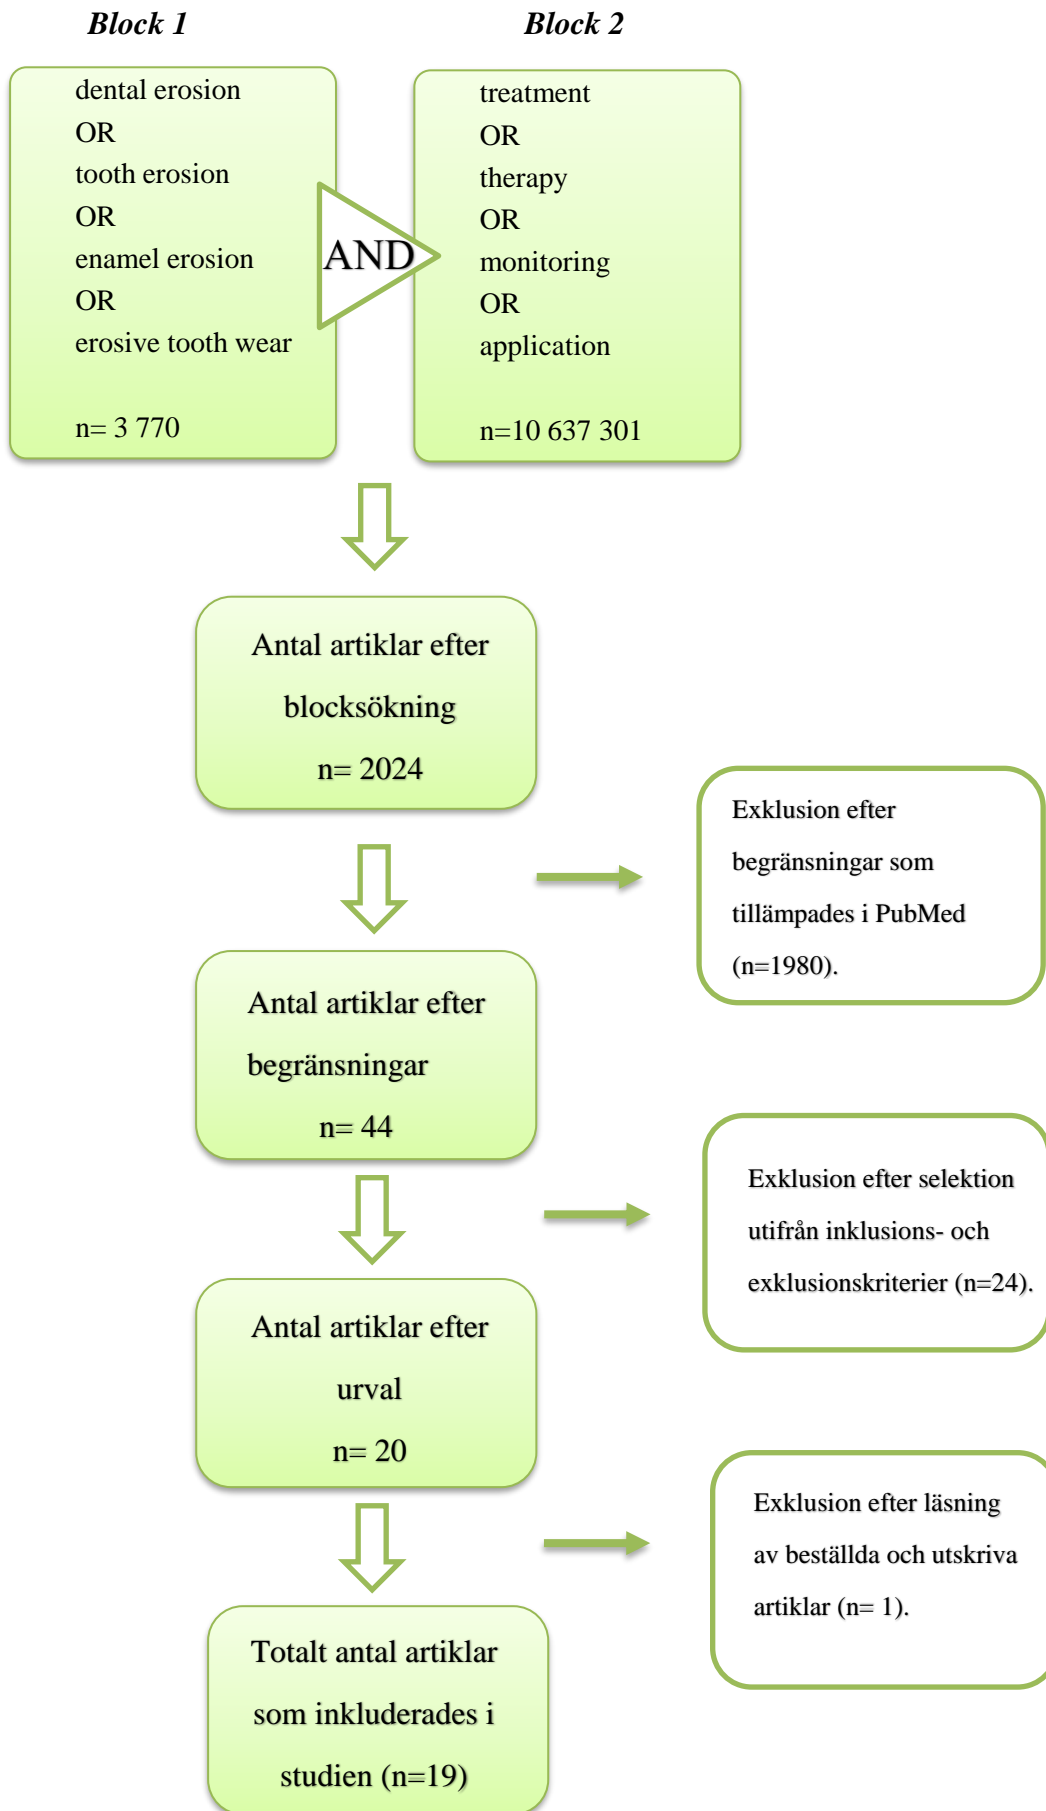 Block 1
dental erosion
OR
tooth erosion
OR
enamel erosion
OR
erosive tooth wear
n= 3 770
AND
Block 2
treatment
OR
therapy
OR
monitoring
OR
application
n=10 637 301
Antal artiklar efter
blocksökning
n= 2024
Exklusion efter
begränsningar som
tillämpades i PubMed
(n=1980).
Antal artiklar efter
begränsningar
n= 44
Exklusion efter selektion
utifrån inklusions- och
exklusionskriterier (n=24).
Antal artiklar efter
urval
n= 20
Exklusion efter läsning
av beställda och utskriva
artiklar (n= 1).
Totalt antal artiklar
som inkluderades i
studien (n=19)